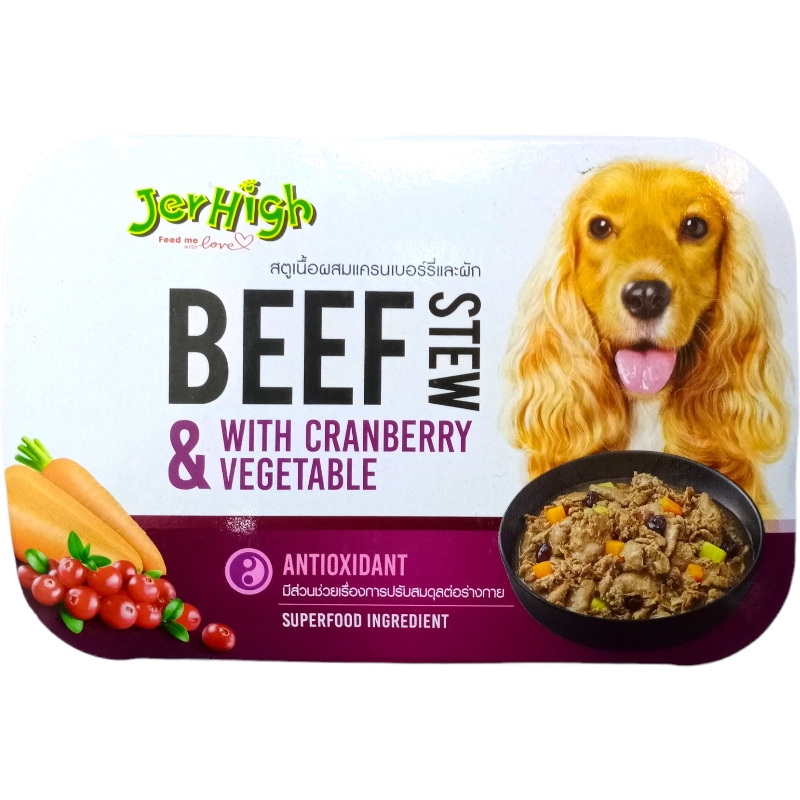 JerHigh
Feed me
with love
สตูเนื้อผสมแครนเบอร์รี่และผัก
BEEF STEW
& WITH CRANBERRY
VEGETABLE
ANTIOXIDANT
มีส่วนช่วยเรื่องการปรับสมดุลต่อร่างกาย
SUPERFOOD INGREDIENT